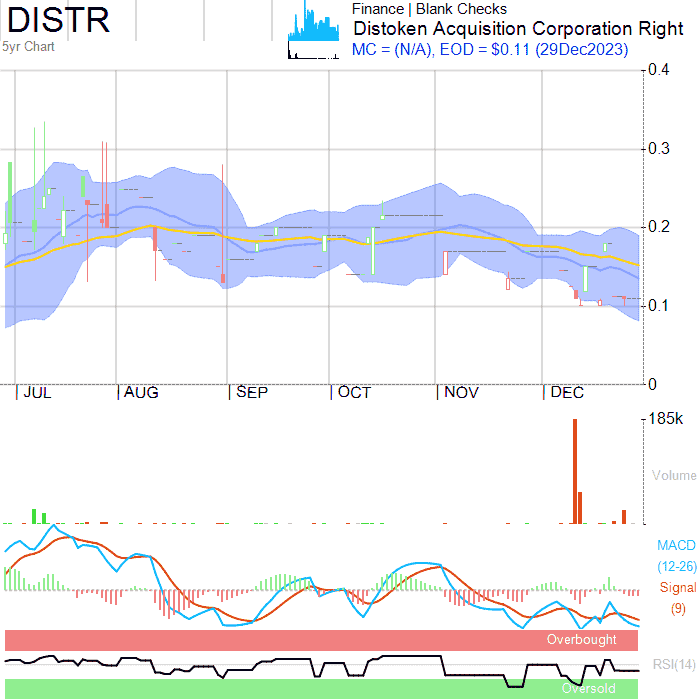 DISTR
5yr Chart
Finance | Blank Checks
Distoken Acquisition Corporation Right
MC = (N/A), EOD = $0.11 (29Dec2023)
0.4
0.3
0.2
0.1
0
JUL
AUG
SEP
OCT
NOV
DEC
185k
Volume
MACD
(12-26)
Signal
(9)
Overbought
RSI(14)
Oversold